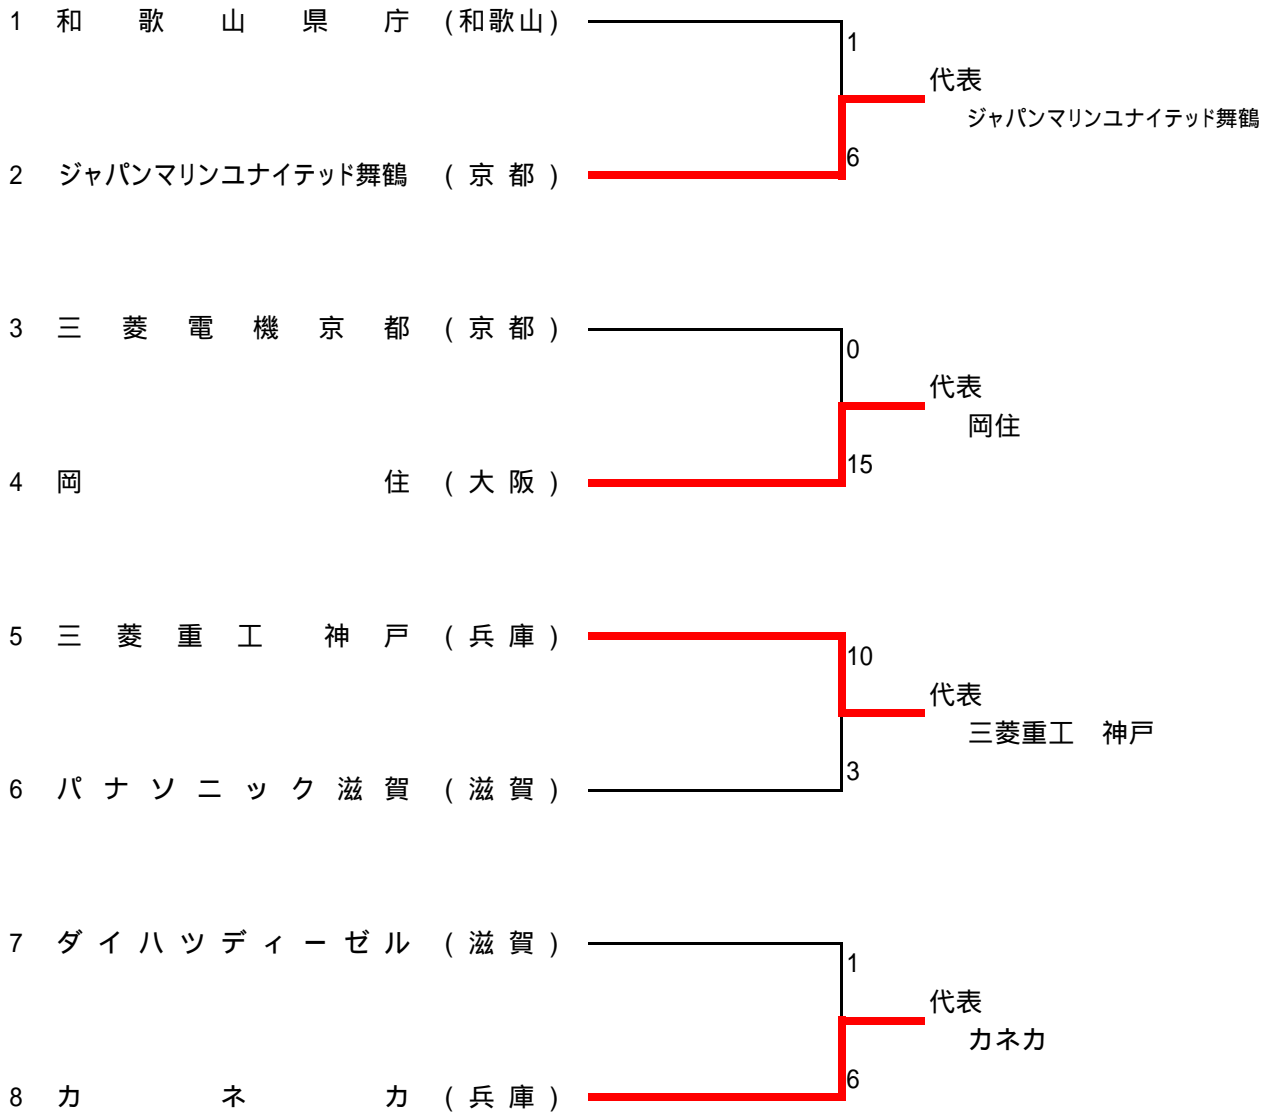 1 和歌山県庁 (和歌山)
1
代表
ジャパンマリンユナイテッド舞鶴
6
2 ジャパンマリンユナイテッド舞鶴 (京都)
3 三菱電機京都 (京都)
0
代表
岡住
15
4 岡住 (大阪)
5 三菱重工 神戸 (兵庫)
10
代表
三菱重工 神戸
3
6 パナソニック滋賀 (滋賀)
7 ダイハツディーゼル (滋賀)
1
代表
カネカ
6
8 カネカ (兵庫)